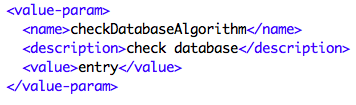 <value-param>
<name>checkDatabaseAlgorithm</name>
<description>check database</description>
<value>entry</value>
</value-param>